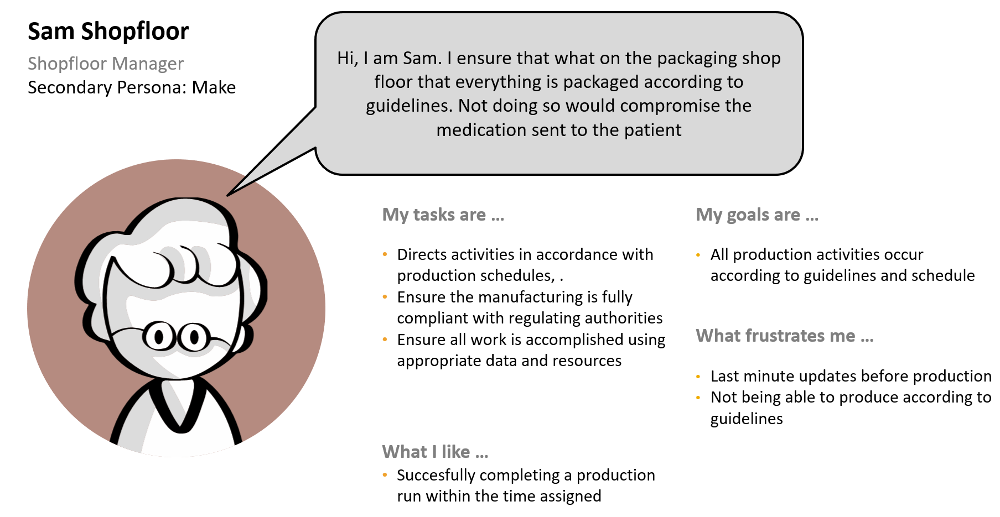 Sam Shopfloor
Shopfloor Manager
Secondary Persona: Make
Hi, I am Sam. I ensure that what on the packaging shop
floor that everything is packaged according to
guidelines. Not doing so would compromise the
medication sent to the patient
My tasks are ...
• Directs activities in accordance with
production schedules, .
• Ensure the manufacturing is fully
compliant with regulating authorities
• Ensure all work is accomplished using
appropriate data and resources
What I like ...
• Succesfully completing a production
run within the time assigned
My goals are ...
• All production activities occur
according to guidelines and schedule
What frustrates me ...
• Last minute updates before production
• Not being able to produce according to
guidelines